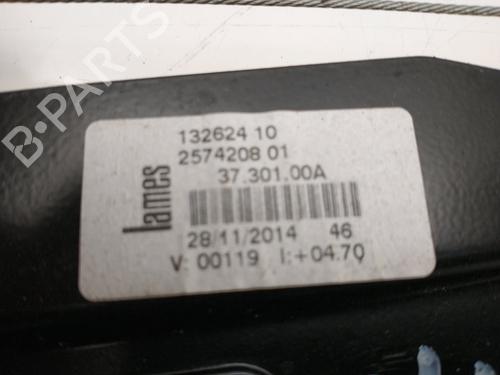 B-PARTS
132624 10
2574208 01
37.301.00A
Lames
28/11/2014 46
V: 00119 I:+04.70